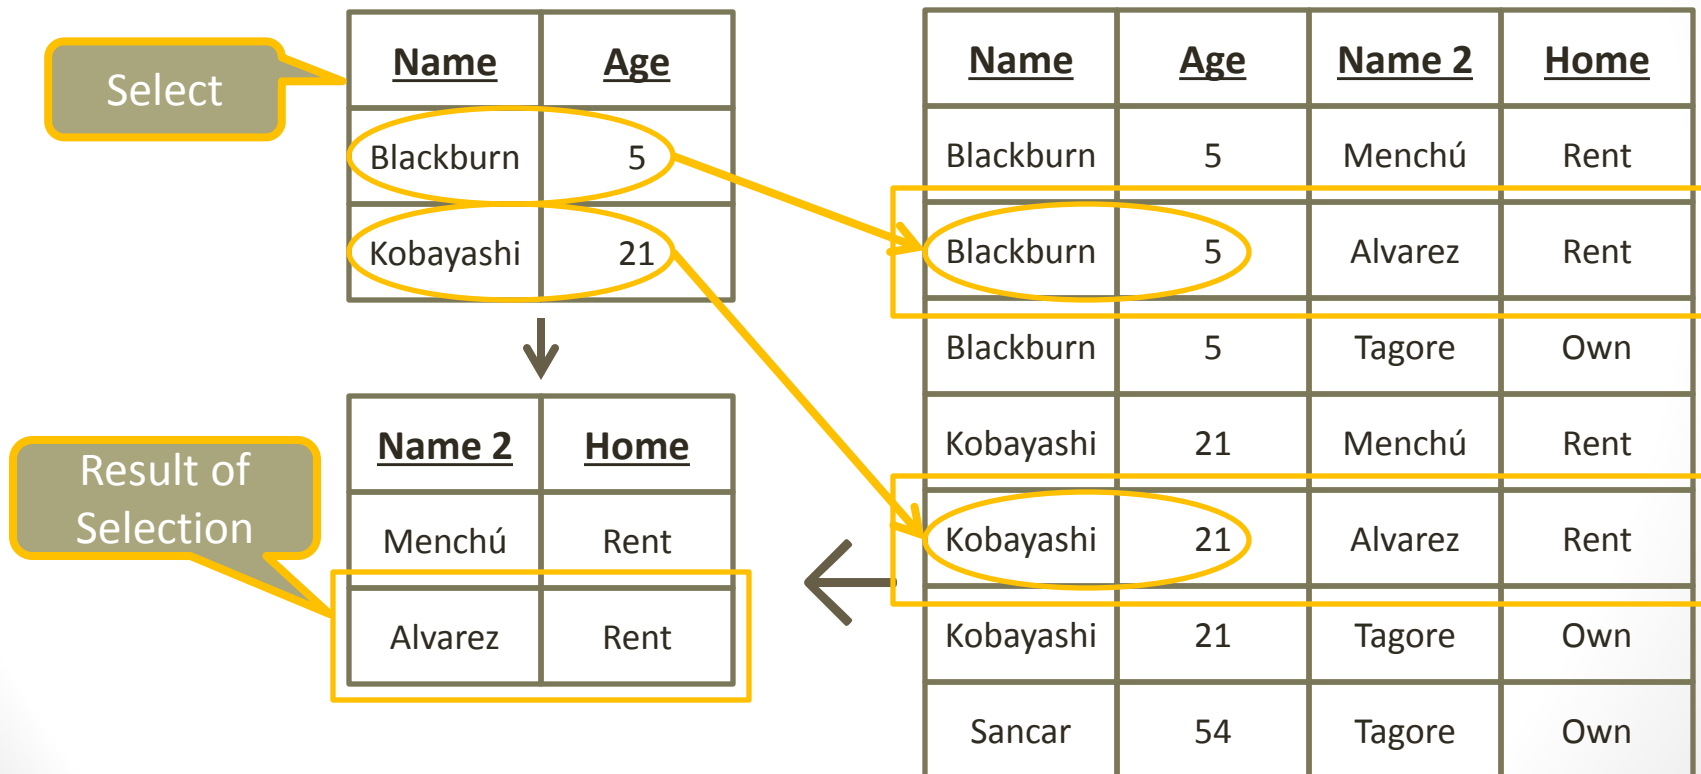 Select
Name Age
Blackburn 5
Kobayashi 21
Result of
Selection
Name 2 Home
Menchú Rent
Alvarez Rent
Name Age Name 2 Home
Blackburn 5 Menchú Rent
Blackburn 5 Alvarez Rent
Blackburn 5 Tagore Own
Kobayashi 21 Menchú Rent
Kobayashi 21 Alvarez Rent
Kobayashi 21 Tagore Own
Sancar 54 Tagore Own